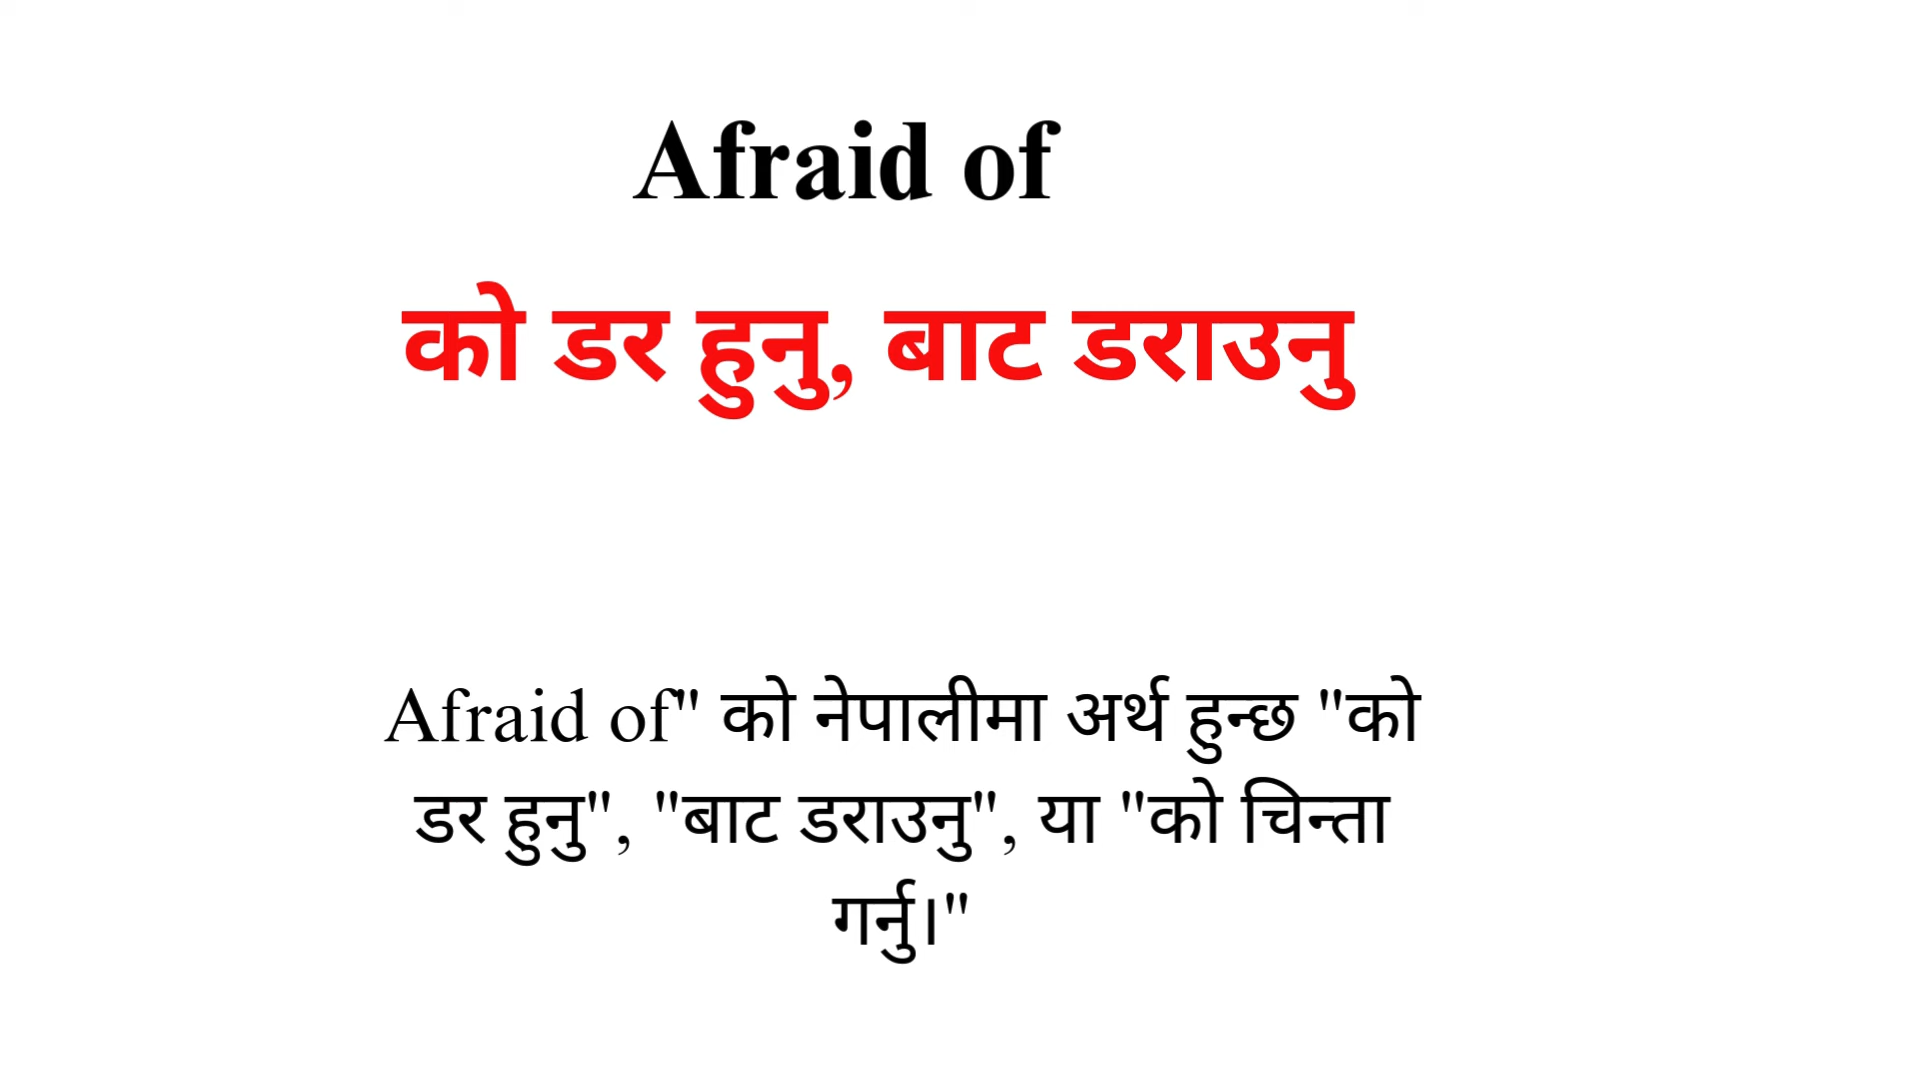 Afraid of
को डर हुनु, बाट डराउनु
Afraid of" को नेपालीमा अर्थ हुन्छ "को
डर हुनु", "बाट डराउनु", या "को चिन्ता
गर्नु।"